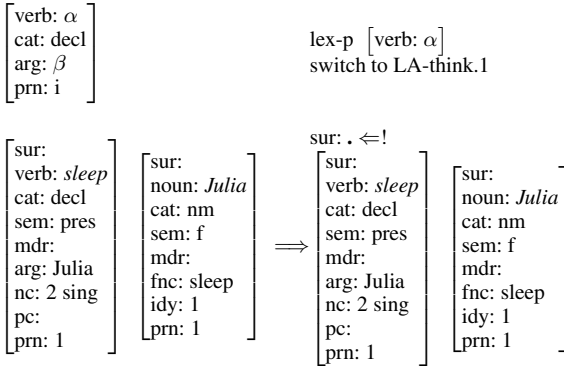 verb: α
cat: decl
arg: β
prn: i
lex-p [verb: α]
switch to LA-think.1
sur:
verb: sleep
cat: decl
sem: pres
mdr:
arg: Julia
nc: 2 sing
pc:
prn: 1
sur:
noun: Julia
cat: nm
sem: f
mdr:
fnc: sleep
idy: 1
prn: 1
⟹
sur: . ⇐!
sur:
verb: sleep
cat: decl
sem: pres
mdr:
arg: Julia
nc: 2 sing
pc:
prn: 1
sur:
noun: Julia
cat: nm
sem: f
mdr:
fnc: sleep
idy: 1
prn: 1